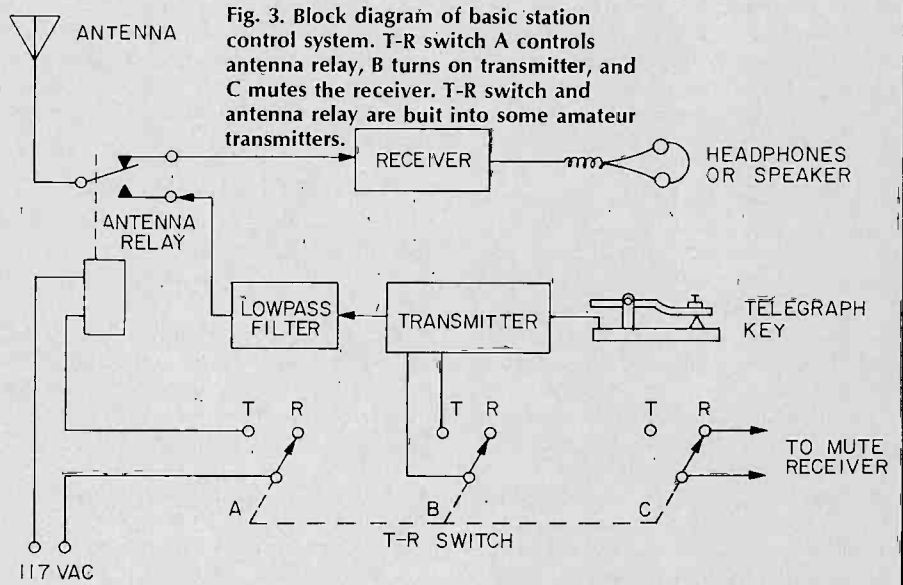 ANTENNA
Fig. 3. Block diagram of basic station
control system. T-R switch A controls
antenna relay, B turns on transmitter, and
C mutes the receiver. T-R switch and
antenna relay are buit into some amateur
transmitters.
RECEIVER
HEADPHONES
OR SPEAKER
ANTENNA
RELAY
LOWPASS
FILTER
TRANSMITTER
TELEGRAPH
KEY
T R
T R
T R
TO MUTE
RECEIVER
A
B
C
T-R SWITCH
117 VAC